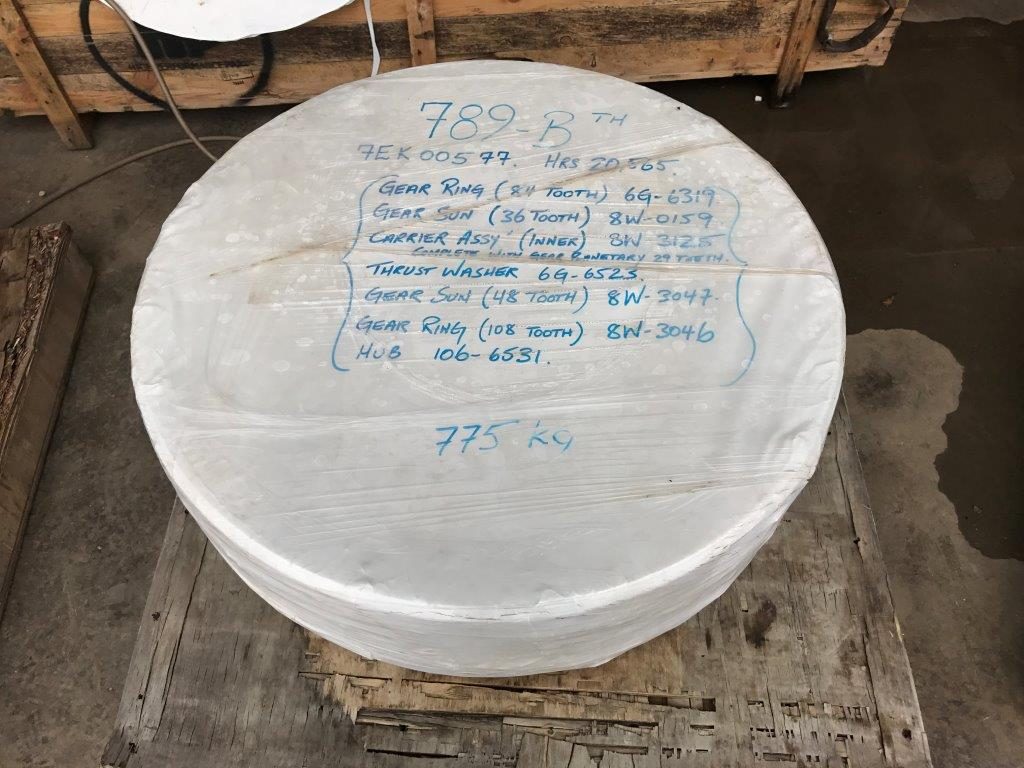 789-B TH
7EK00577. HRS 20,565.
GEAR RING (84 TOOTH) 6G-6319
GEAR SUN (36 TOOTH) 8W-0159
CARRIER ASSY (INNER) 8W 3125
COMPLETE WITH GEAR PLANETARY 29 TEETH.
THRUST WASHER 6G-6523
GEAR SUN (48 TOOTH) 8W-3047.
GEAR RING (108 TOOTH) 8W-3046
HUB 106-6531.
775 KG